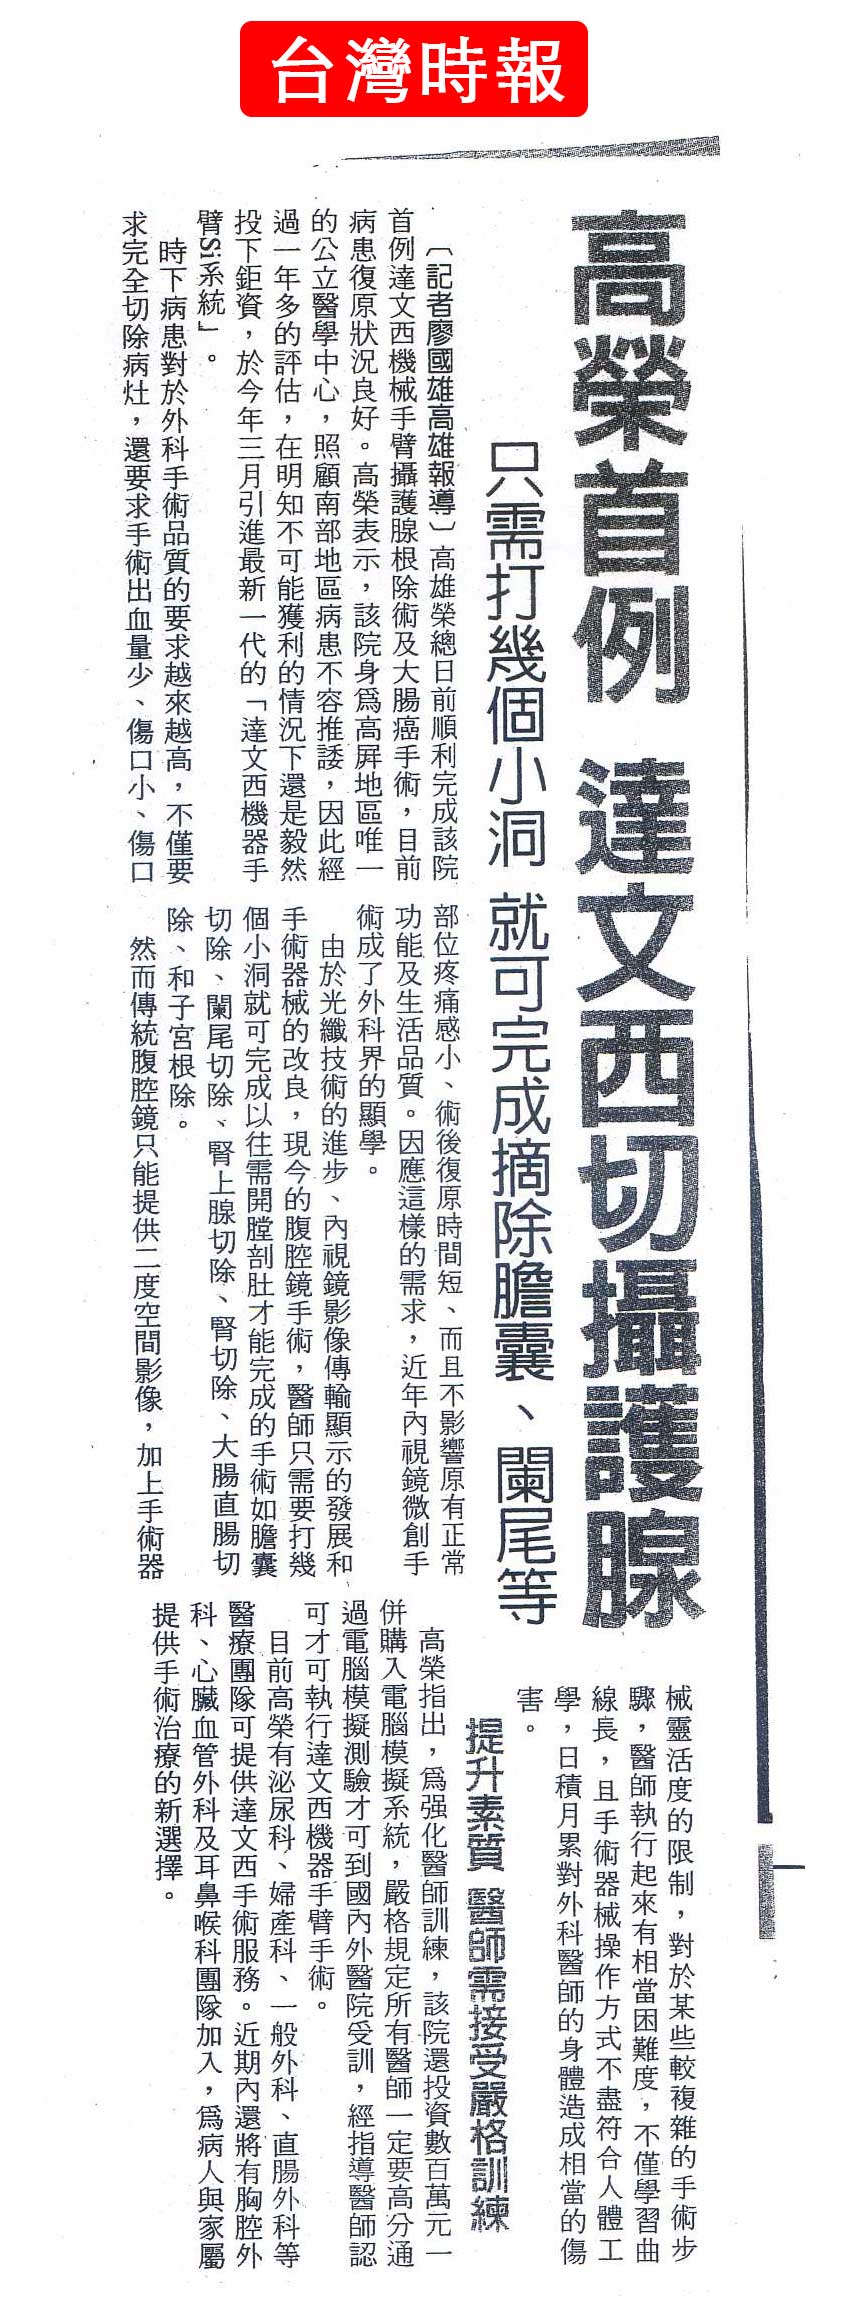 台灣時報
高榮首例 達文西切攝護腺
只需打幾個小洞 就可完成摘除膽囊、闌尾等
〔記者廖國雄高雄報導〕高雄榮總日前順利完成該院
首例達文西機械手臂攝護腺根除術及大腸癌手術，目前
病患復原狀況良好。高榮表示，該院身為高屏地區唯一
的公立醫學中心，照顧南部地區病患不容推諉，因此經
過一年多的評估，在明知不可能獲利的情況下還是毅然
投下鉅資，於今年三月引進最新一代的「達文西機器手
臂Si系統」。
時下病患對於外科手術品質的要求越來越高，不僅要
求完全切除病灶，還要求手術出血量少、傷口小、傷口
部位疼痛感小、術後復原時間短、而且不影響原有正常
功能及生活品質。因應這樣的需求，近年內視鏡微創手
術成了外科界的顯學。
由於光纖技術的進步、內視鏡影像傳輸顯示的發展和
手術器械的改良，現今的腹腔鏡手術，醫師只需要打幾
個小洞就可完成以往需開膛剖肚才能完成的手術如膽囊
切除、闌尾切除、腎上腺切除、腎切除、大腸直腸切
除、和子宮根除。
然而傳統腹腔鏡只能提供二度空間影像，加上手術器
械靈活度的限制，對於某些較複雜的手術步
驟，醫師執行起來有相當困難度，不僅學習曲
線長，且手術器械操作方式不盡符合人體工
學，日積月累對外科醫師的身體造成相當的傷
害。
提升素質 醫師需接受嚴格訓練
高榮指出，為强化醫師訓練，該院還投資數百萬元一
併購入電腦模擬系統，嚴格規定所有醫師一定要高分通
過電腦模擬測驗才可到國內外醫院受訓，經指導醫師認
可才可執行達文西機器手臂手術。
目前高榮有泌尿科、婦產科、一般外科、直腸外科等
醫療團隊可提供達文西手術服務。近期內還將有胸腔外
科、心臟血管外科及耳鼻喉科團隊加入，為病人與家屬
提供手術治療的新選擇。